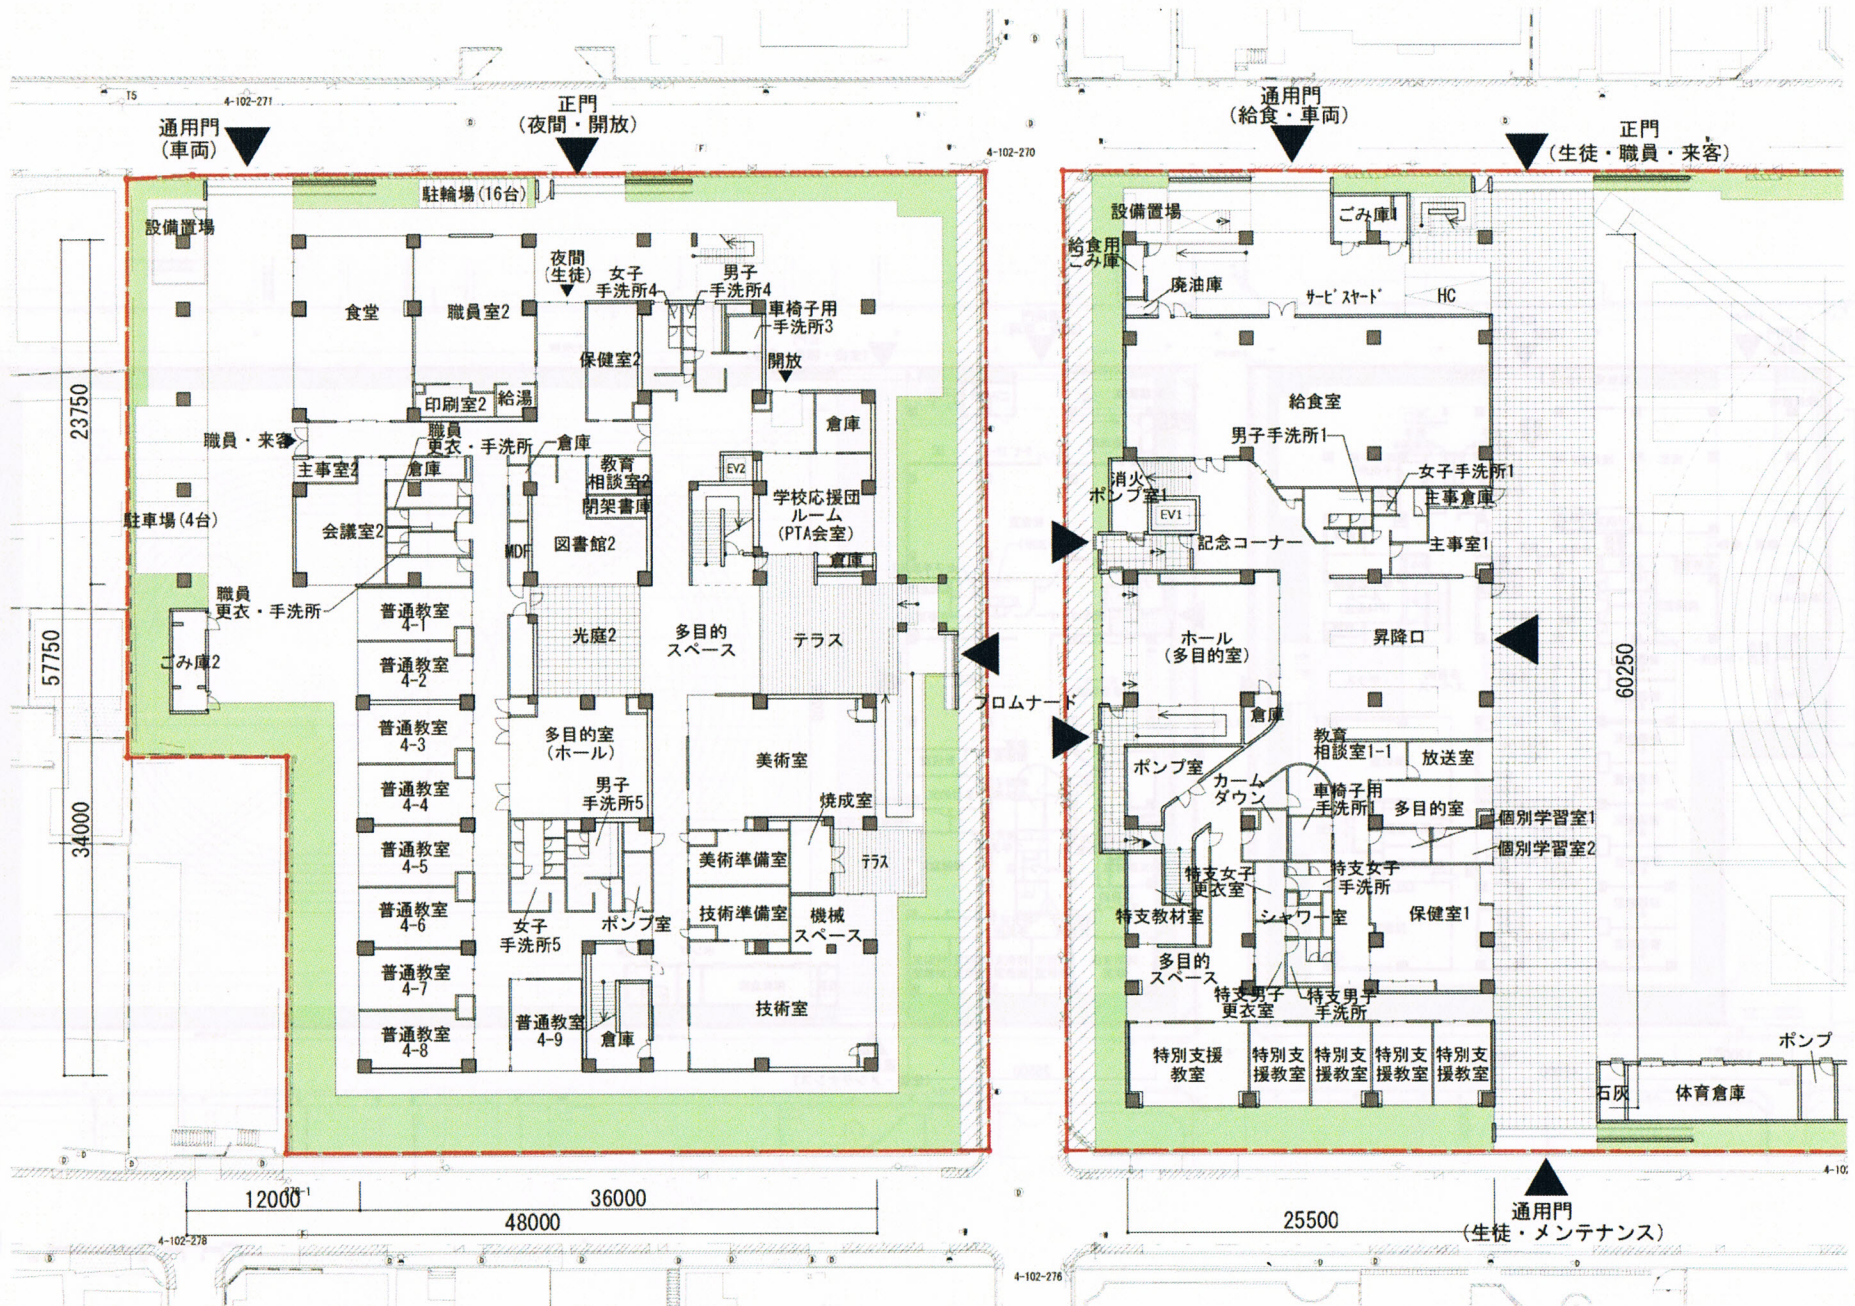 T5
4-102-271
正門
(夜間・開放)
通用門
(車両)
4-102-270
通用門
(給食・車両)
正門
(生徒・職員・来客)
駐輪場(16台)
設備置場
夜間
(生徒)
女子
手洗所4
男子
手洗所4
車椅子用
手洗所3
食堂
職員室2
保健室2
開放
印刷室2
給湯
倉庫
職員・来客
職員
更衣・手洗所
倉庫
主事室2
倉庫
教育
相談室2
閉架書庫
EV2
学校応援団
ルーム
(PTA会室)
駐車場(4台)
会議室2
MDF
図書館2
倉庫
職員
更衣・手洗所
普通教室
4-1
光庭2
多目的
スペース
テラス
ごみ庫2
普通教室
4-2
普通教室
4-3
多目的室
(ホール)
美術室
普通教室
4-4
男子
手洗所5
焼成室
普通教室
4-5
美術準備室
テラス
普通教室
4-6
女子
手洗所5
ポンプ室
技術準備室
機械
スペース
普通教室
4-7
普通教室
4-8
普通教室
4-9
倉庫
技術室
23750
57750
34000
12000
36000
48000
4-102-278
プロムナード
設備置場
ごみ庫1
給食用
ごみ庫
廃油庫
サービスヤード
HC
給食室
男子手洗所1
女子手洗所1
消火
ポンプ室1
EV1
主事倉庫
記念コーナー
主事室1
ホール
(多目的室)
昇降口
倉庫
教育
相談室1-1
放送室
ポンプ室
カーム
ダウン
車椅子用
手洗所1
多目的室
個別学習室1
個別学習室2
特支女子
更衣室
特支女子
手洗所
特支教材室
シャワー室
保健室1
多目的
スペース
特支男子
更衣室
特支男子
手洗所
特別支援
教室
特別支
援教室
特別支
援教室
特別支
援教室
特別支
援教室
60250
石灰
体育倉庫
ポンプ
25500
通用門
(生徒・メンテナンス)
4-102-276